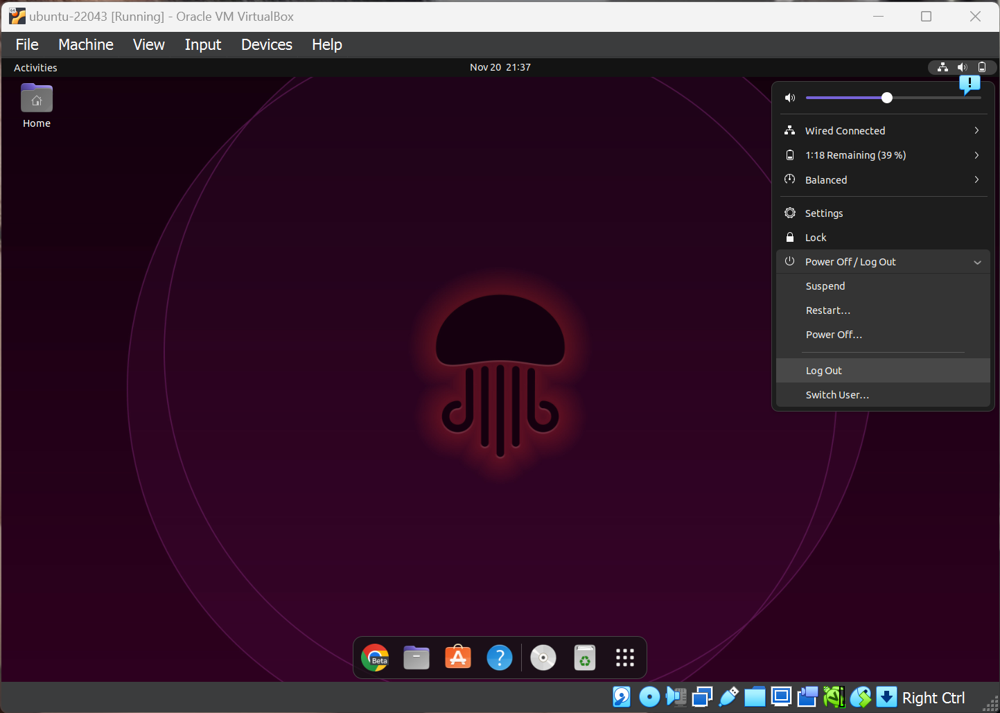 ubuntu-22043 [Running] - Oracle VM VirtualBox
File Machine View Input Devices Help
Activities
Nov 20 21:37
Home
Wired Connected
1:18 Remaining (39 %)
Balanced
Settings
Lock
Power Off / Log Out
Suspend
Restart…
Power Off…
Log Out
Switch User…
Beta
Right Ctrl